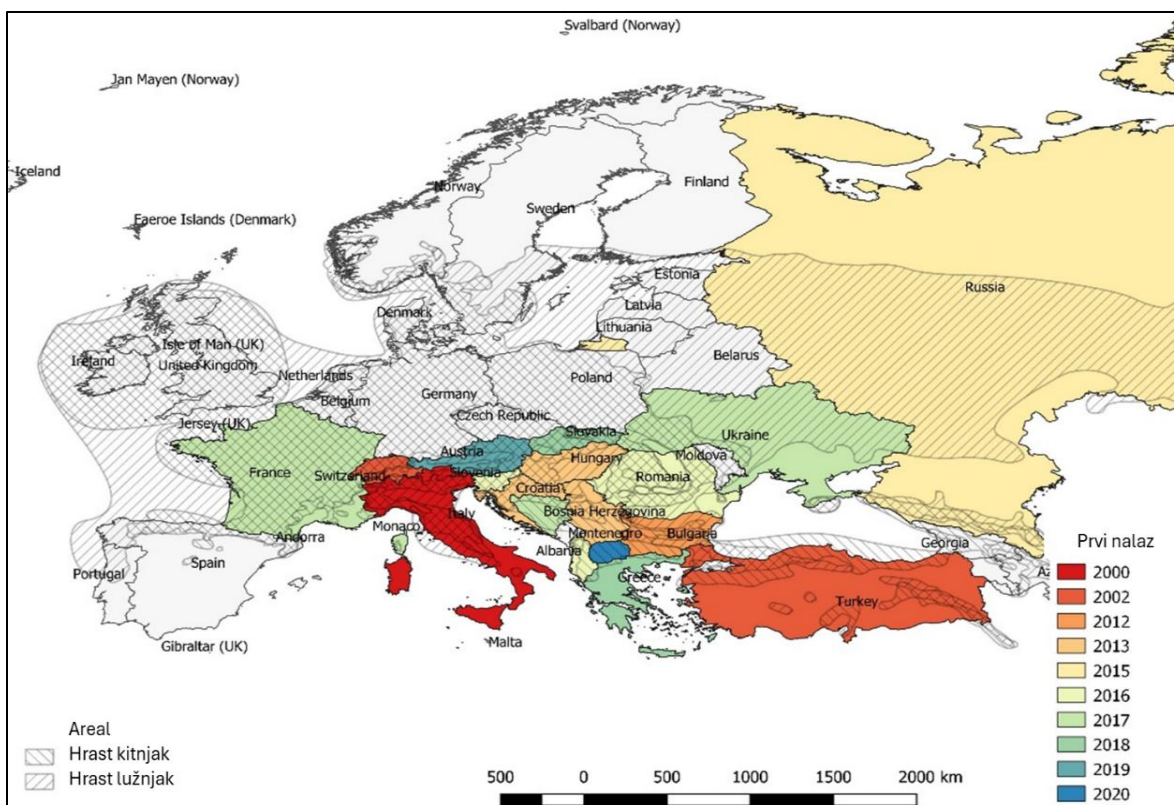 Svalbard (Norway)
Jan Mayen (Norway)
Iceland
Norway
Finland
Sweden
Faeroe Islands (Denmark)
Estonia
Russia
Latvia
Denmark
Lithuania
Isle of Man (UK)
Belarus
Ireland
United Kingdom
Netherlands
Poland
Germany
Belgium
Czech Republic
Jersey (UK)
Ukraine
Slovakia
Austria
Moldova
Hungary
France
Switzerland
Slovenia
Romania
Croatia
Bosnia Herzegovina
Italy
Monaco
Montenegro
Bulgaria
Andorra
Georgia
Albania
Az
Spain
Portugal
Greece
Turkey
Malta
Gibraltar (UK)
Prvi nalaz
2000
2002
2012
2013
2015
2016
2017
2018
2019
2020
Areal
Hrast kitnjak
Hrast lužnjak
500 0 500 1000 1500 2000 km